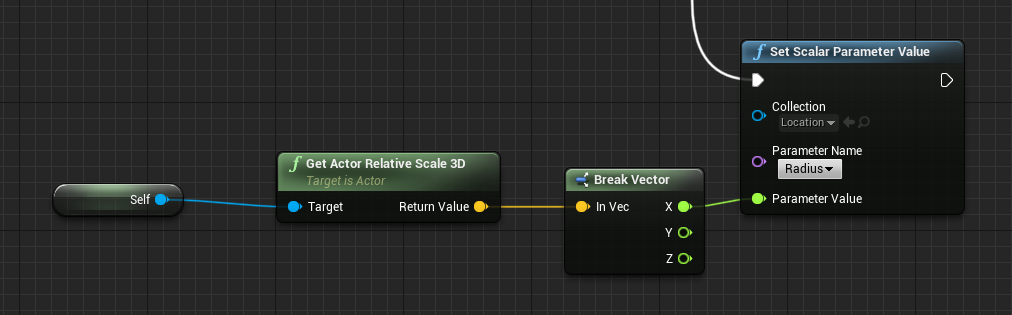 Set Scalar Parameter Value
Collection
Location
Parameter Name
Radius
Parameter Value
Get Actor Relative Scale 3D
Target is Actor
Target
Return Value
Self
Break Vector
In Vec
X
Y
Z